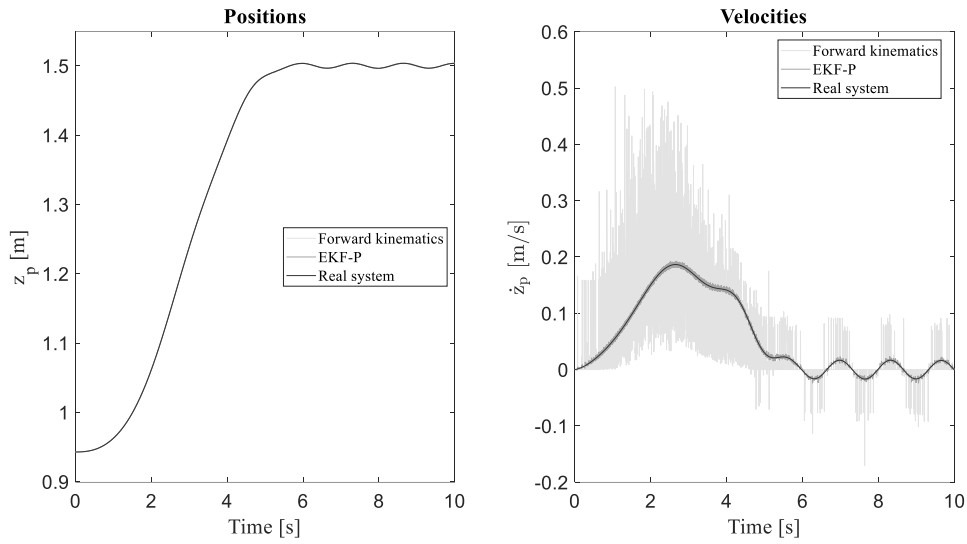 Positions
1.5
1.4
1.3
1.2
1.1
1
0.9
z_p [m]
Forward kinematics
EKF-P
Real system
0 2 4 6 8 10
Time [s]
Velocities
0.6
0.5
0.4
0.3
0.2
0.1
0
-0.1
-0.2
ż_p [m/s]
Forward kinematics
EKF-P
Real system
0 2 4 6 8 10
Time [s]